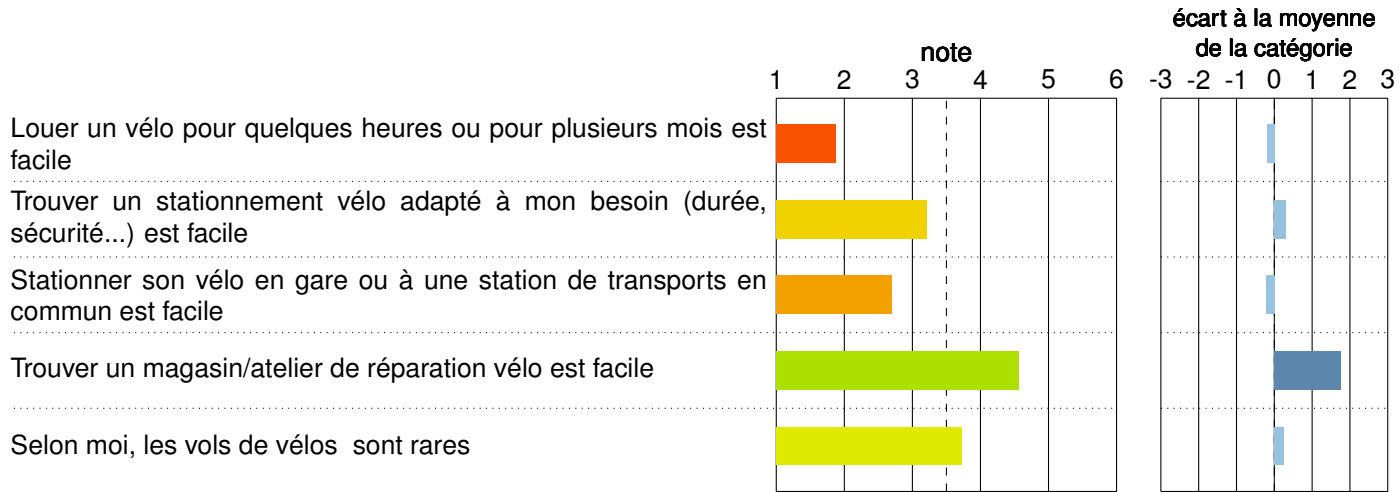 écart à la moyenne
de la catégorie
note
1 2 3 4 5 6
-3 -2 -1 0 1 2 3
Louer un vélo pour quelques heures ou pour plusieurs mois est
facile
Trouver un stationnement vélo adapté à mon besoin (durée,
sécurité...) est facile
Stationner son vélo en gare ou à une station de transports en
commun est facile
Trouver un magasin/atelier de réparation vélo est facile
Selon moi, les vols de vélos sont rares